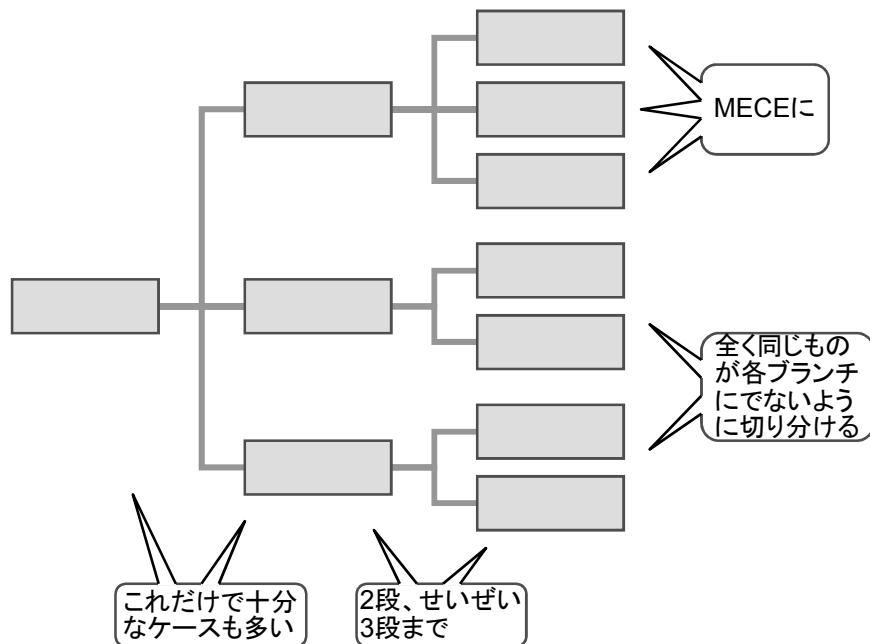 MECEに
全く同じもの
が各ブランチ
にでないよう
に切り分ける
これだけで十分
なケースも多い
2段、せいぜい
3段まで